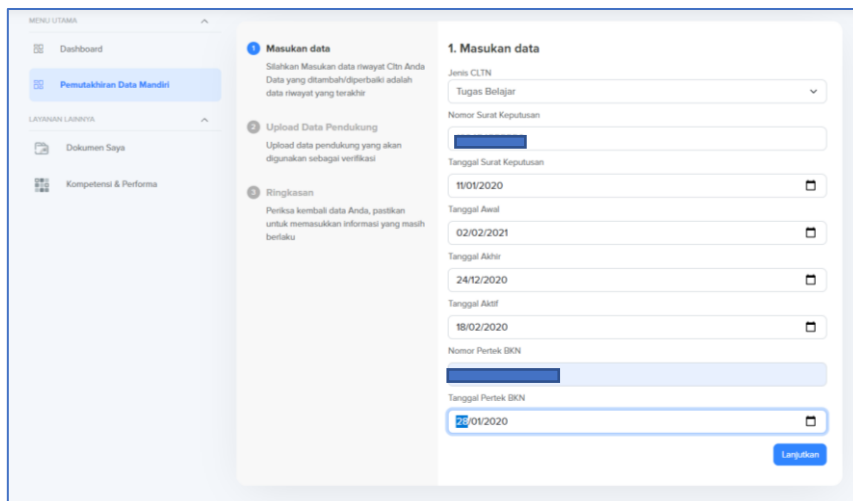 MENU UTAMA
Dashboard
Pemutakhiran Data Mandiri
LAYANAN LAINNYA
Dokumen Saya
Kompetensi & Performa
1 Masukan data
Silahkan Masukan data riwayat Cltn Anda
Data yang ditambah/diperbaiki adalah
data riwayat yang terakhir
2 Upload Data Pendukung
Upload data pendukung yang akan
digunakan sebagai verifikasi
3 Ringkasan
Periksa kembali data Anda, pastikan
untuk memasukkan informasi yang masih
berlaku
1. Masukan data
Jenis CLTN
Tugas Belajar
Nomor Surat Keputusan
Tanggal Surat Keputusan
11/01/2020
Tanggal Awal
02/02/2021
Tanggal Akhir
24/12/2020
Tanggal Aktif
18/02/2020
Nomor Pertek BKN
Tanggal Pertek BKN
28/01/2020
Lanjutkan